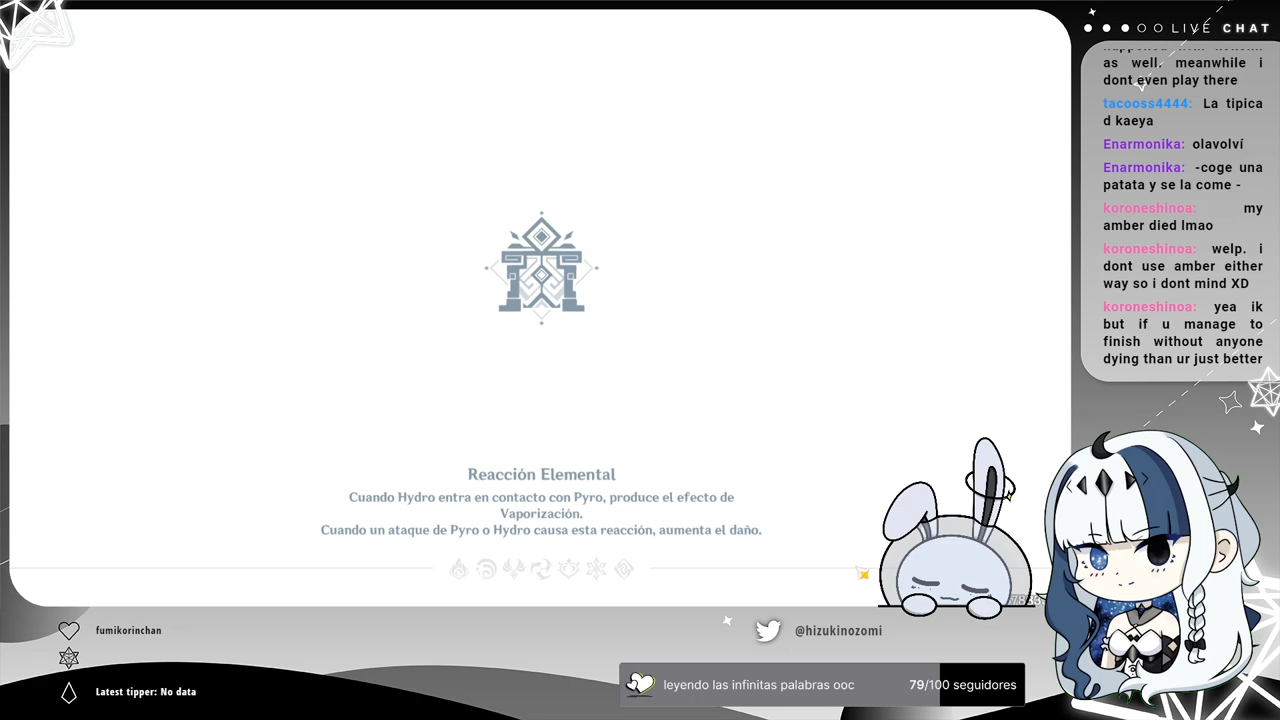 LIVE CHAT
as well. meanwhile i
dont even play there
tacooss4444: La tipica
d kaeya
Enarmonika: olavolví
Enarmonika: -coge una
patata y se la come -
koroneshinoa: my
amber died lmao
koroneshinoa: welp. i
dont use amber either
way so i dont mind XD
koroneshinoa: yea ik
but if u manage to
finish without anyone
dying than ur just better
Reacción Elemental
Cuando Hydro entra en contacto con Pyro, produce el efecto de
Vaporización.
Cuando un ataque de Pyro o Hydro causa esta reacción, aumenta el daño.
fumikorinchan
@hizukinozomi
Latest tipper: No data
leyendo las infinitas palabras ooc
79/100 seguidores